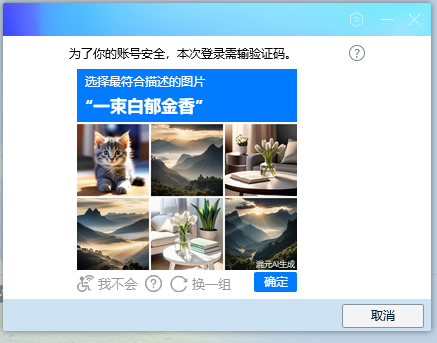 为了你的账号安全，本次登录需输验证码。
选择最符合描述的图片
“一束白郁金香”
混元AI生成
我不会
换一组
确定
取消